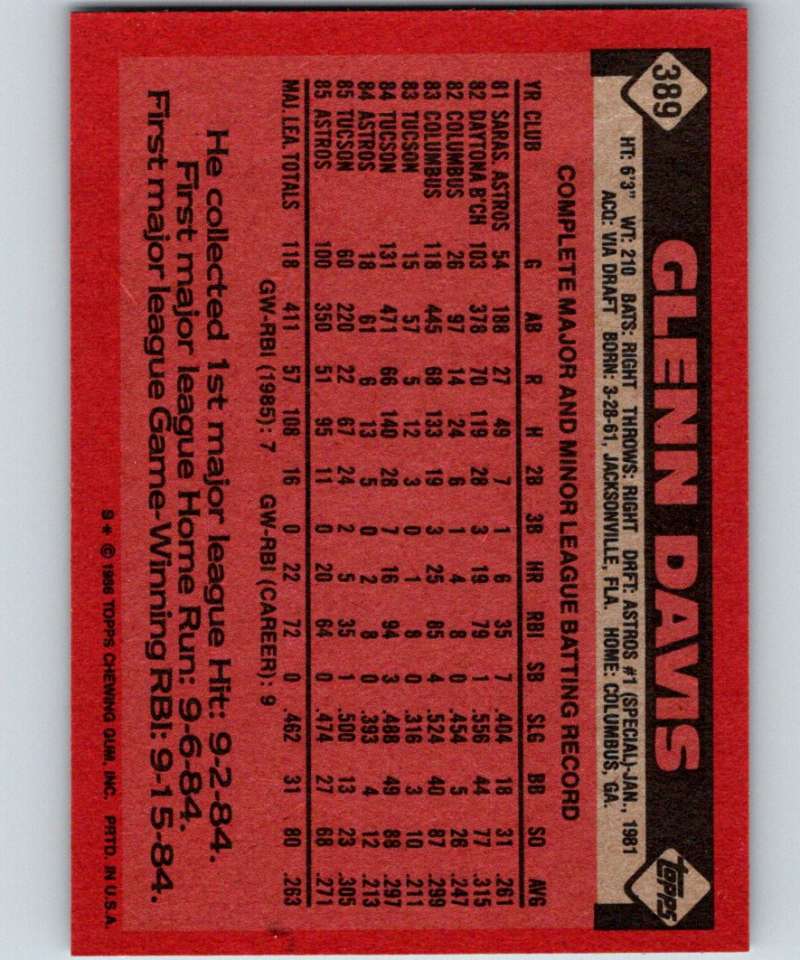 389
GLENN DAVIS
topps
HT: 6'3" WT: 210 BATS: RIGHT THROWS: RIGHT DRFT: ASTROS #1 (SPECIAL)-JAN., 1981
ACQ: VIA DRAFT BORN: 3-28-61, JACKSONVILLE, FLA. HOME: COLUMBUS, GA.
COMPLETE MAJOR AND MINOR LEAGUE BATTING RECORD
YR CLUB G AB R H 2B 3B HR RBI SB SLG BB SO AVG
81 SARAS. ASTROS 54 188 27 49 7 1 6 35 7 .404 18 31 .261
82 DAYTONA B'CH 103 378 70 119 28 3 19 79 1 .556 44 77 .315
82 COLUMBUS 26 97 14 24 6 1 4 8 0 .454 5 26 .247
83 COLUMBUS 118 445 68 133 19 3 25 85 4 .524 40 87 .299
83 TUCSON 15 57 5 12 3 0 1 8 0 .316 3 10 .211
84 TUCSON 131 471 66 140 28 7 16 94 3 .488 49 88 .297
84 ASTROS 18 61 6 13 5 0 2 8 0 .393 4 12 .213
85 TUCSON 60 220 22 67 24 2 5 35 1 .500 13 23 .305
85 ASTROS 100 350 51 95 11 0 20 64 0 .474 27 68 .271
MAJ. LEA. TOTALS 118 411 57 108 16 0 22 72 0 .462 31 80 .263
GW-RBI (1985): 7 GW-RBI (CAREER): 9
He collected 1st major league Hit: 9-2-84.
First major league Home Run: 9-6-84.
First major league Game-Winning RBI: 9-15-84.
9* © 1986 TOPPS CHEWING GUM, INC. PRTD. IN U.S.A.